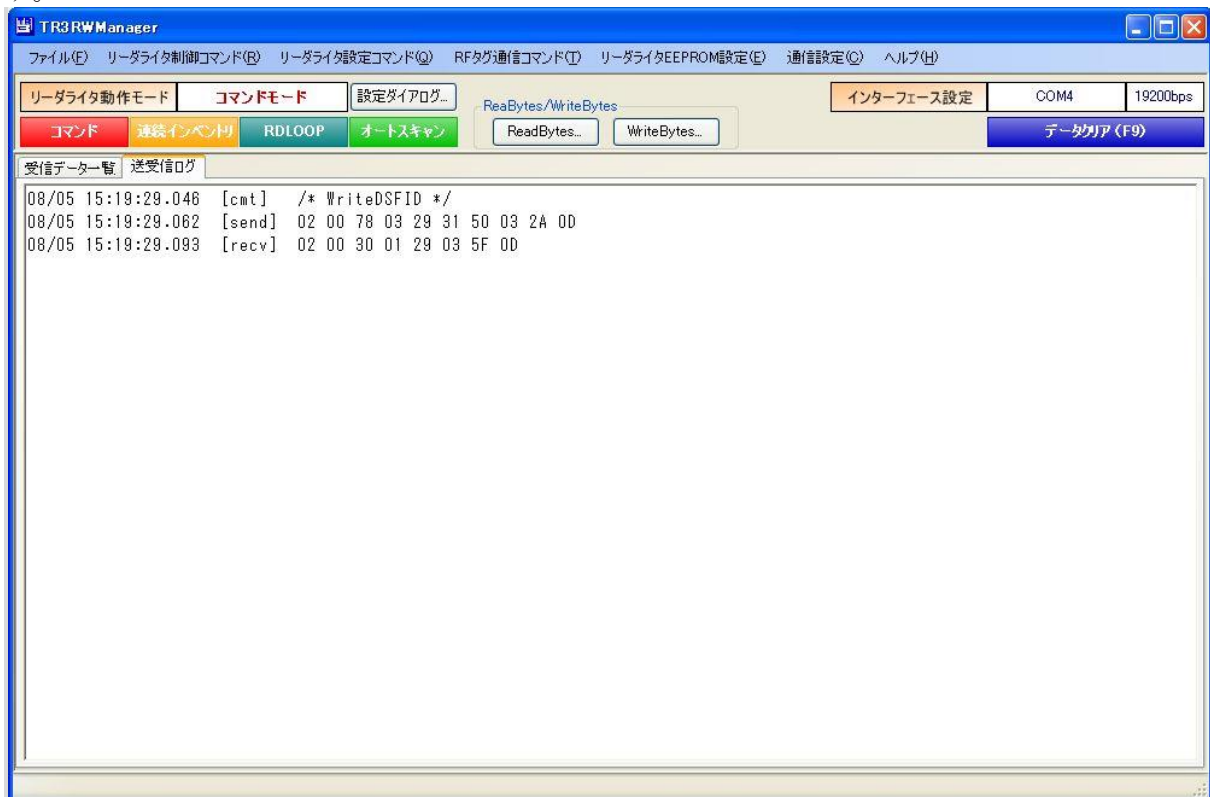 TR3RWManager
ファイル(F) リーダライタ制御コマンド(R) リーダライタ設定コマンド(Q) RFタグ通信コマンド(T) リーダライタEEPROM設定(E) 通信設定(C) ヘルプ(H)
リーダライタ動作モード コマンドモード 設定ダイアログ... ReaBytes/WriteBytes インターフェース設定 COM4 19200bps
コマンド 連続インベントリ RDLOOP オートスキャン ReadBytes... WriteBytes... データクリア(F9)
受信データ一覧 送受信ログ
08/05 15:19:29.046 [cmt] /* WriteDSFID */
08/05 15:19:29.062 [send] 02 00 78 03 29 31 50 03 2A 0D
08/05 15:19:29.093 [recv] 02 00 30 01 29 03 5F 0D